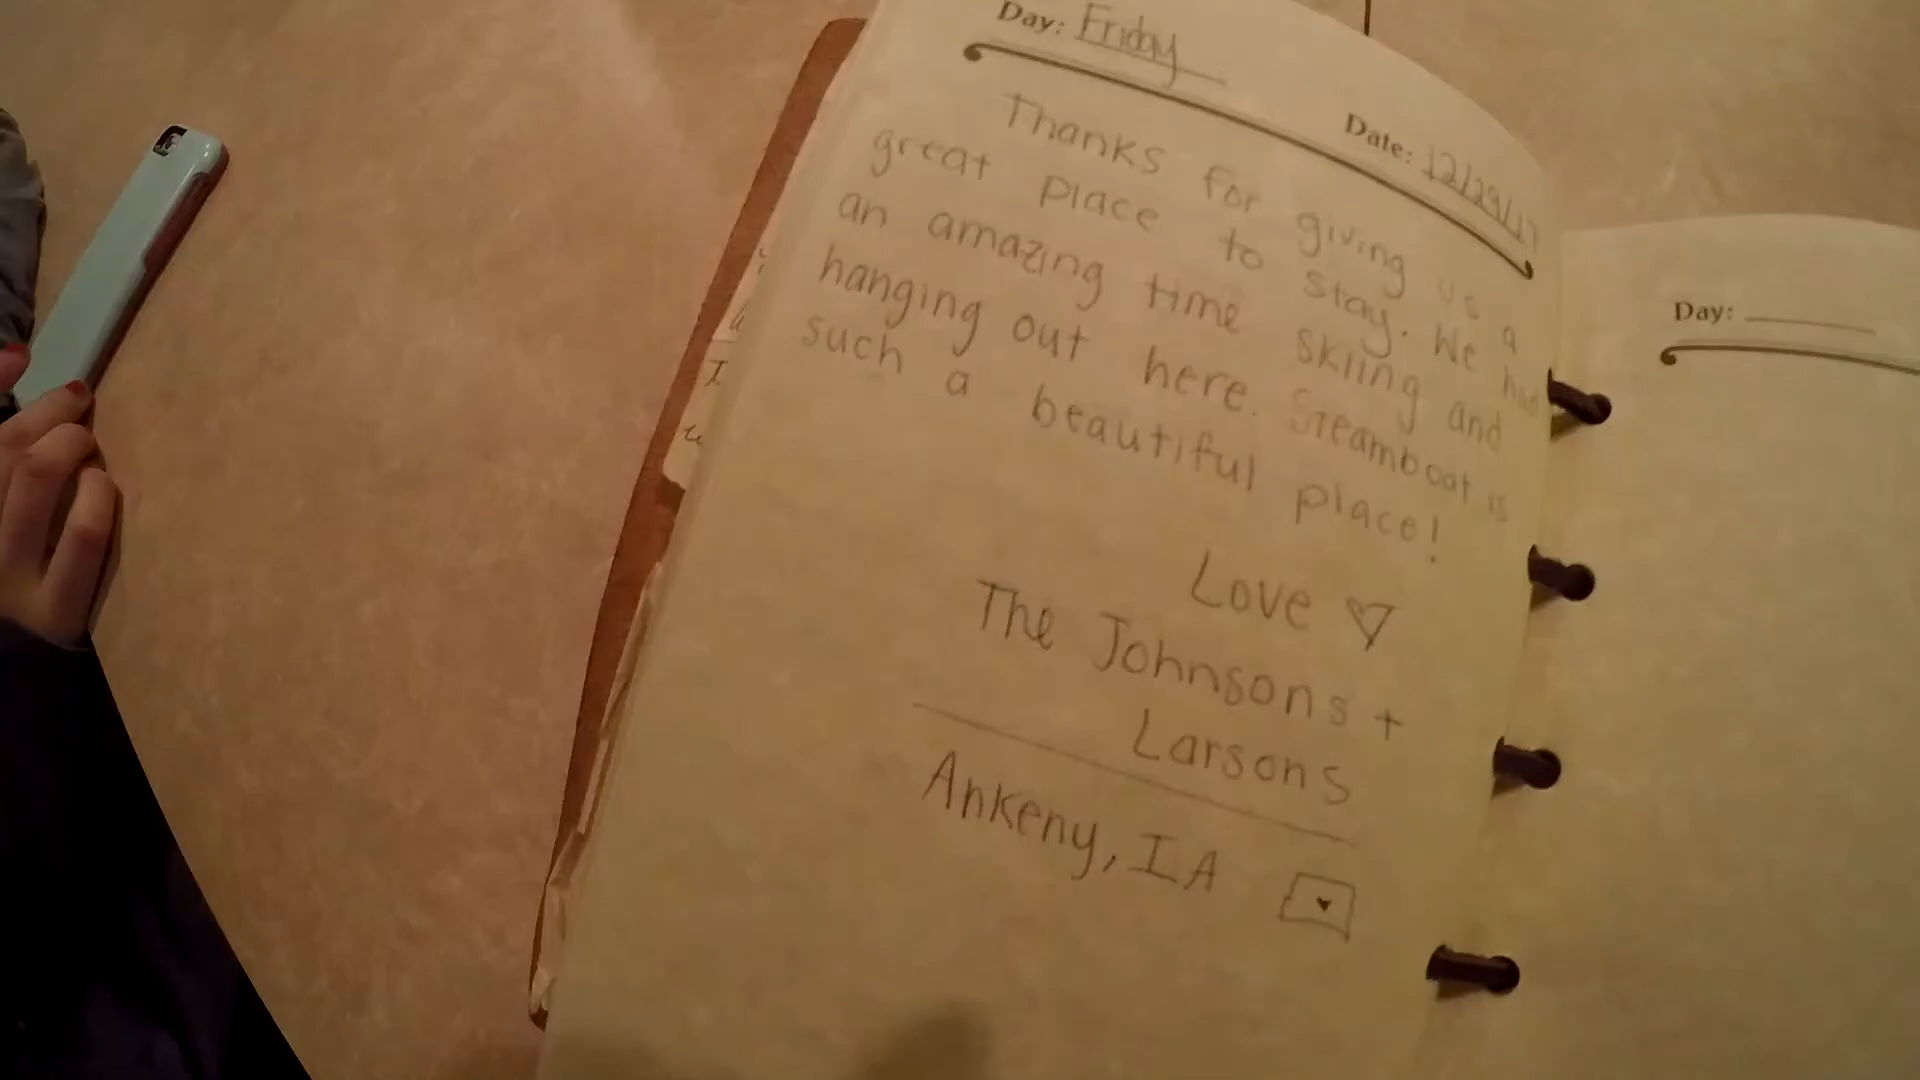 Day: Friday
Date: 12/29/17
Thanks for giving us a
great place to stay. We had
an amazing time skiing and
hanging out here. Steamboat is
such a beautiful place!
Love
The Johnsons +
Larsons
Ankeny, IA
Day: